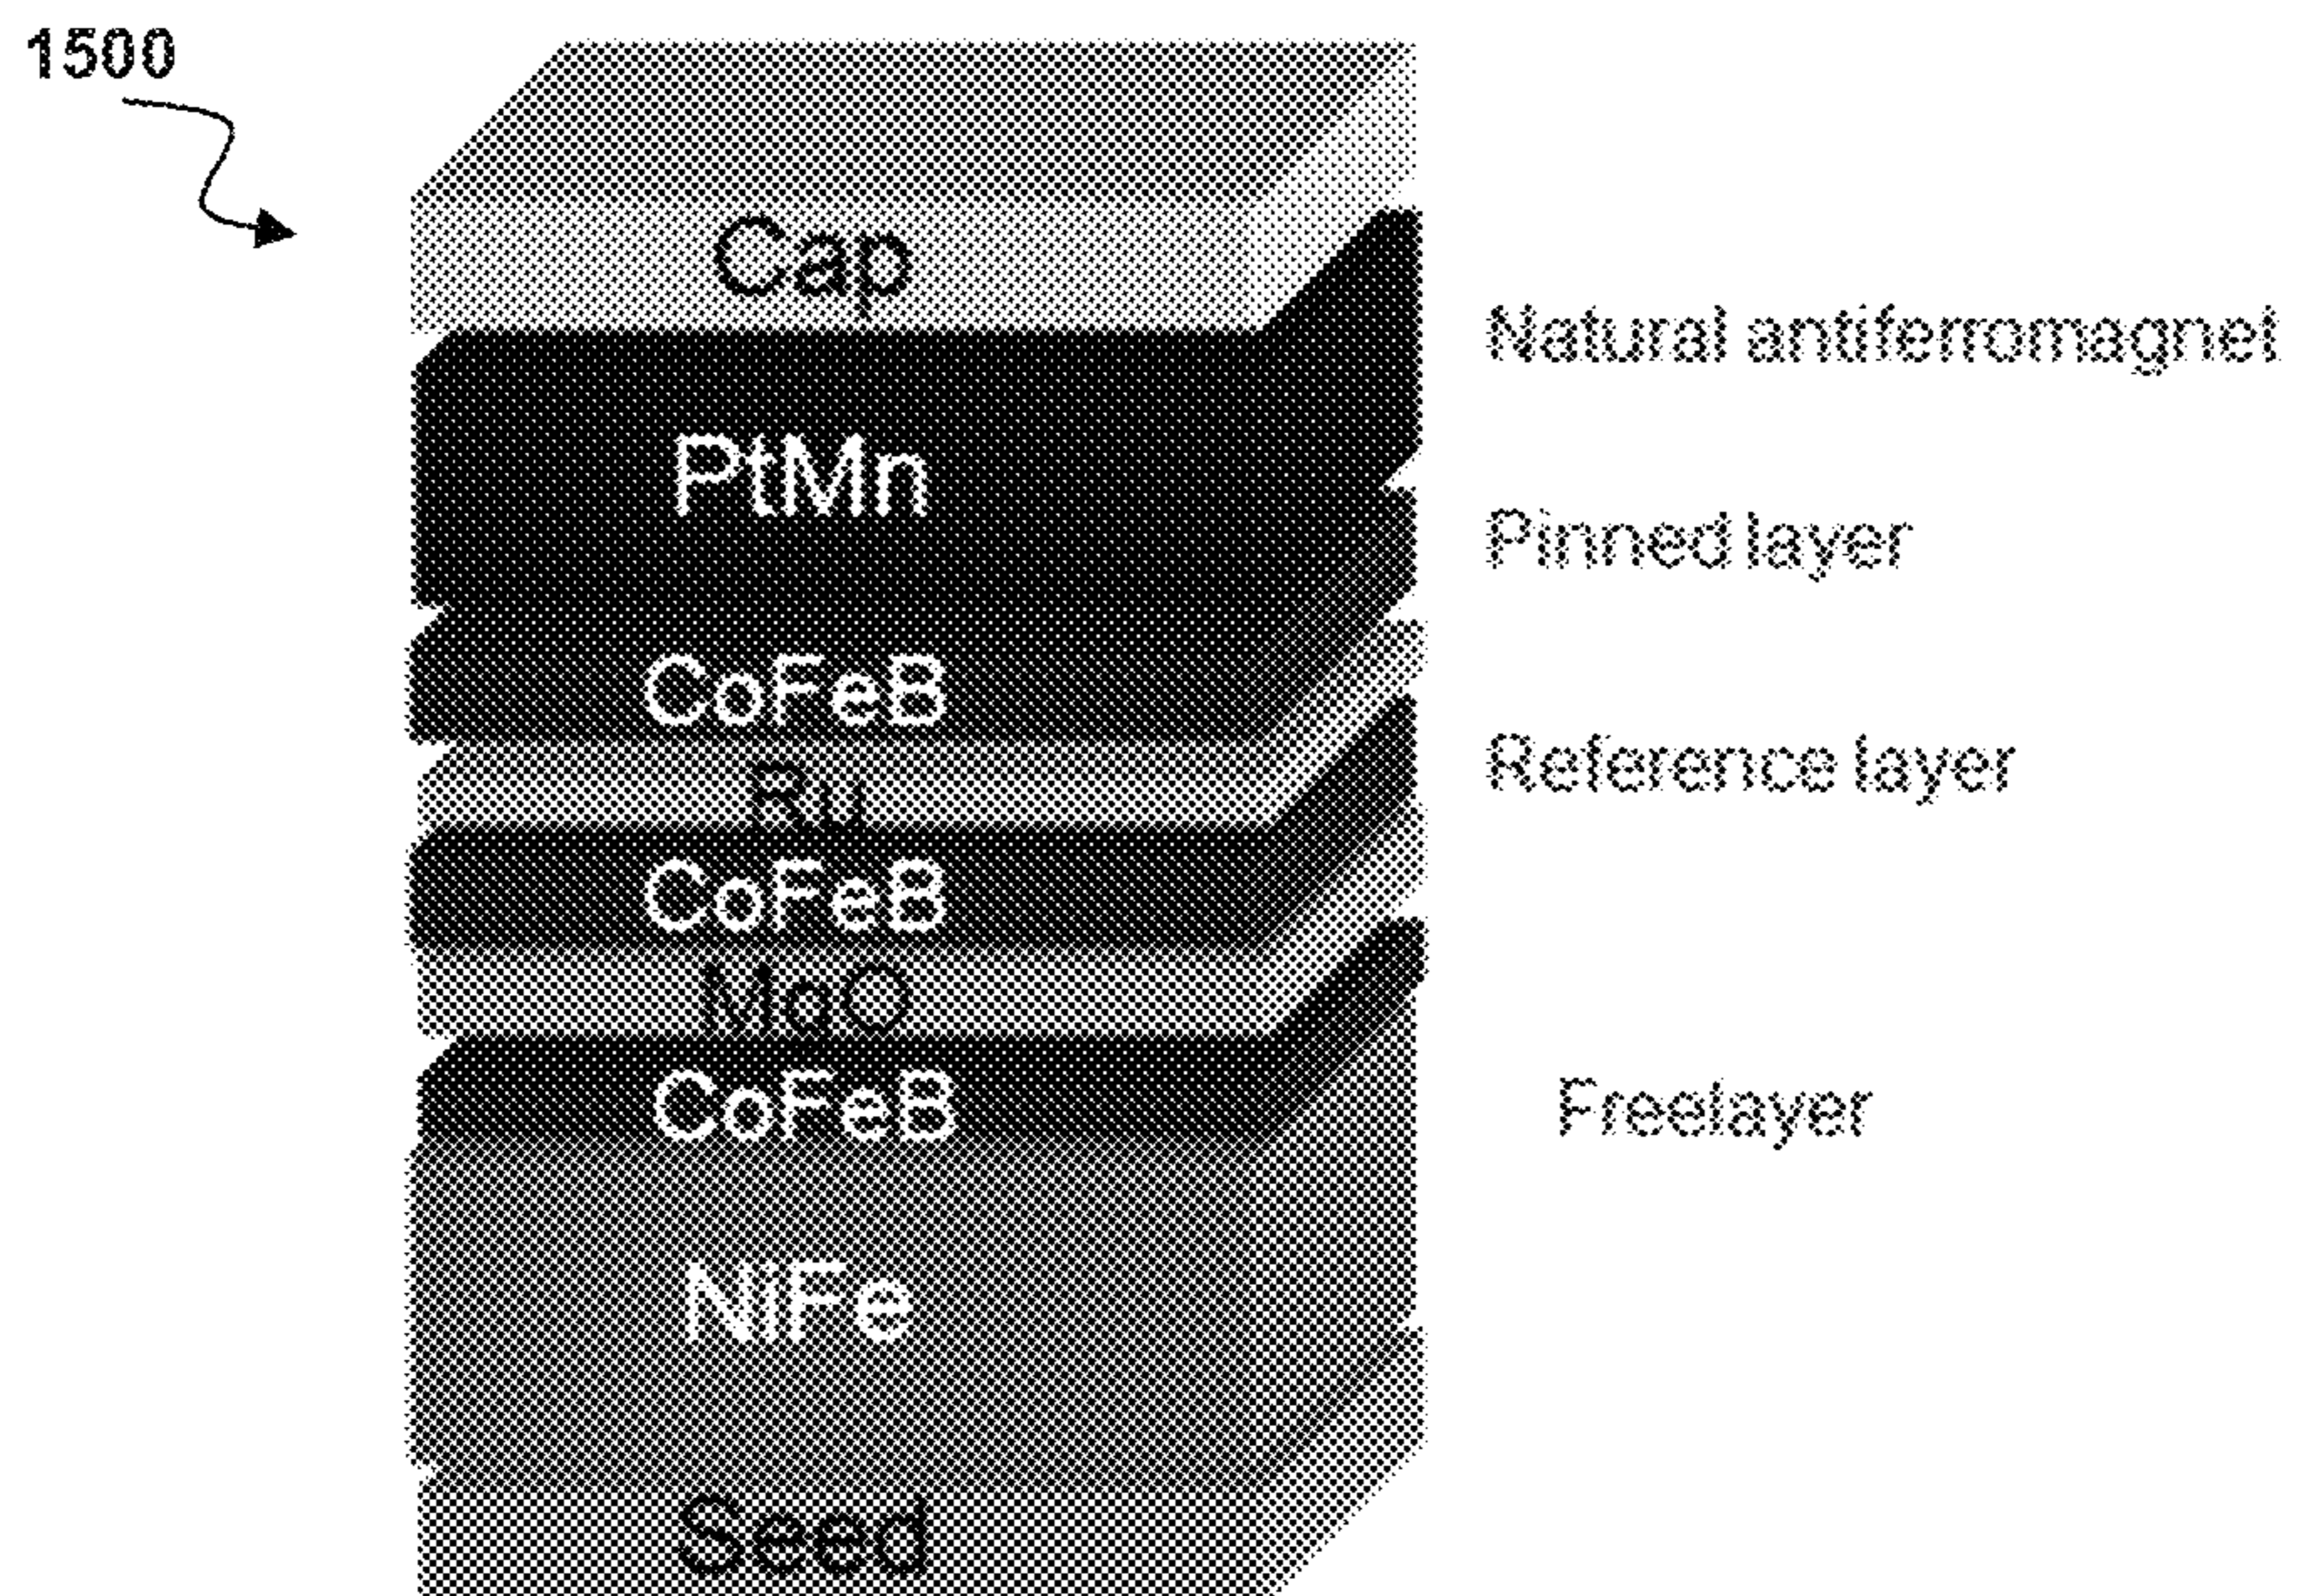 1500
Cap
Natural antiferromagnet
PtMn
Pinned layer
CoFeB
Ru
Reference layer
CoFeB
MgO
CoFeB
Freelayer
NiFe
Seed